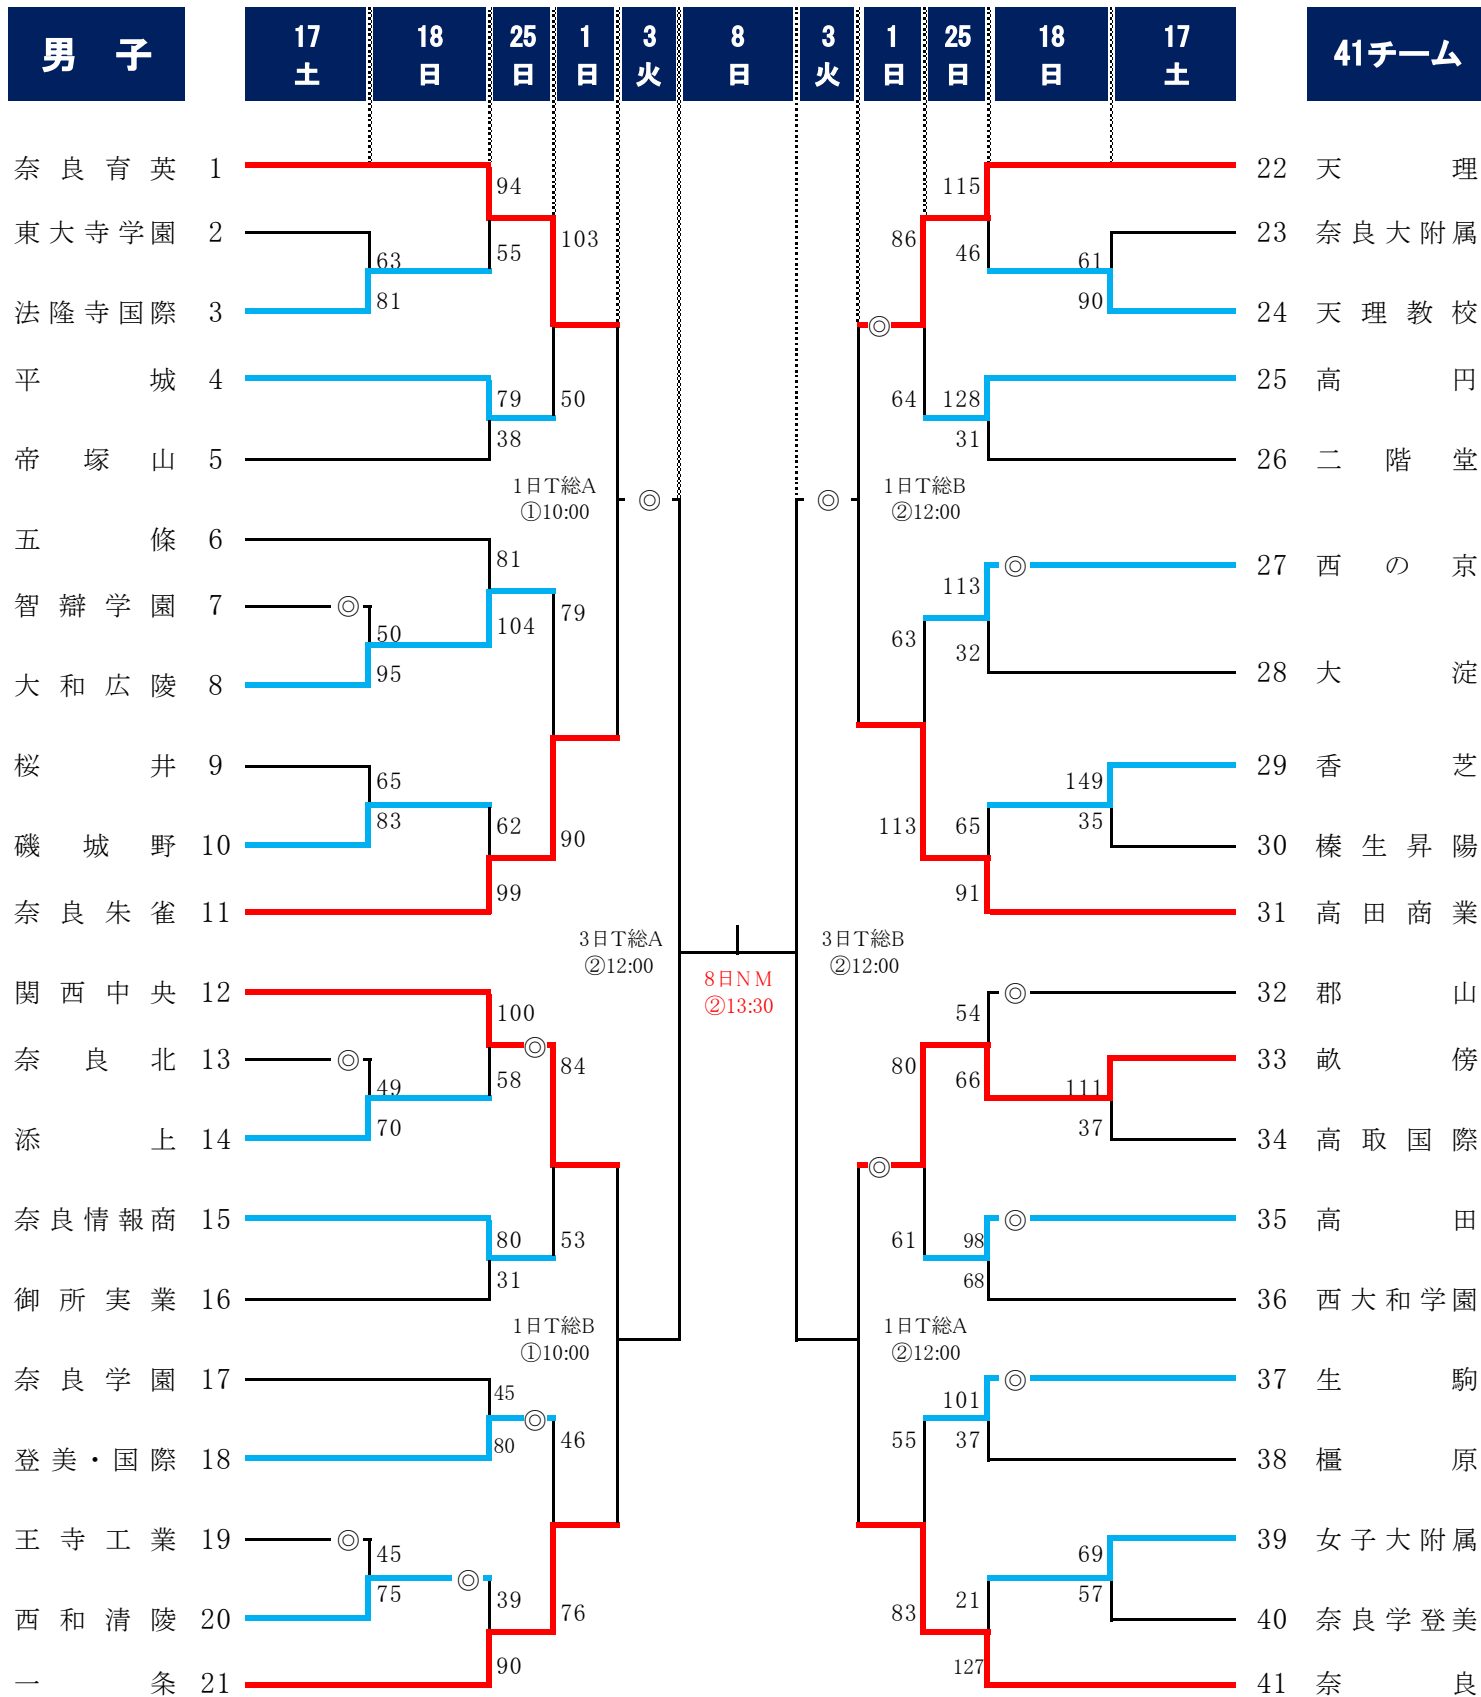 男 子
17 土
18 日
25 日
1 日
3 火
8 日
3 火
1 日
25 日
18 日
17 土
41チーム
奈良育英 1
東大寺学園 2
法隆寺国際 3
平城 4
帝塚山 5
五條 6
智辯学園 7
大和広陵 8
桜井 9
磯城野 10
奈良朱雀 11
関西中央 12
奈良北 13
添上 14
奈良情報商 15
御所実業 16
奈良学園 17
登美・国際 18
王寺工業 19
西和清陵 20
一条 21
63
81
◎
50
95
65
83
◎
49
70
◎
45
75
◎
94
55
79
38
81
104
62
99
100
58
◎
80
31
45
80
◎
39
90
103
50
79
90
84
53
46
76
1日T総A
①10:00
◎
1日T総B
①10:00
3日T総A
②12:00
8日NM
②13:30
3日T総B
②12:00
◎
1日T総B
②12:00
1日T総A
②12:00
◎
◎
86
64
63
113
80
61
55
83
115
46
128
31
113
32
65
91
54
66
98
68
101
37
21
127
◎
◎
◎
◎
61
90
149
35
111
37
69
57
22 天理
23 奈良大附属
24 天理教校
25 高円
26 二階堂
27 西の京
28 大淀
29 香芝
30 榛生昇陽
31 高田商業
32 郡山
33 畝傍
34 高取国際
35 高田
36 西大和学園
37 生駒
38 橿原
39 女子大附属
40 奈良学登美
41 奈良